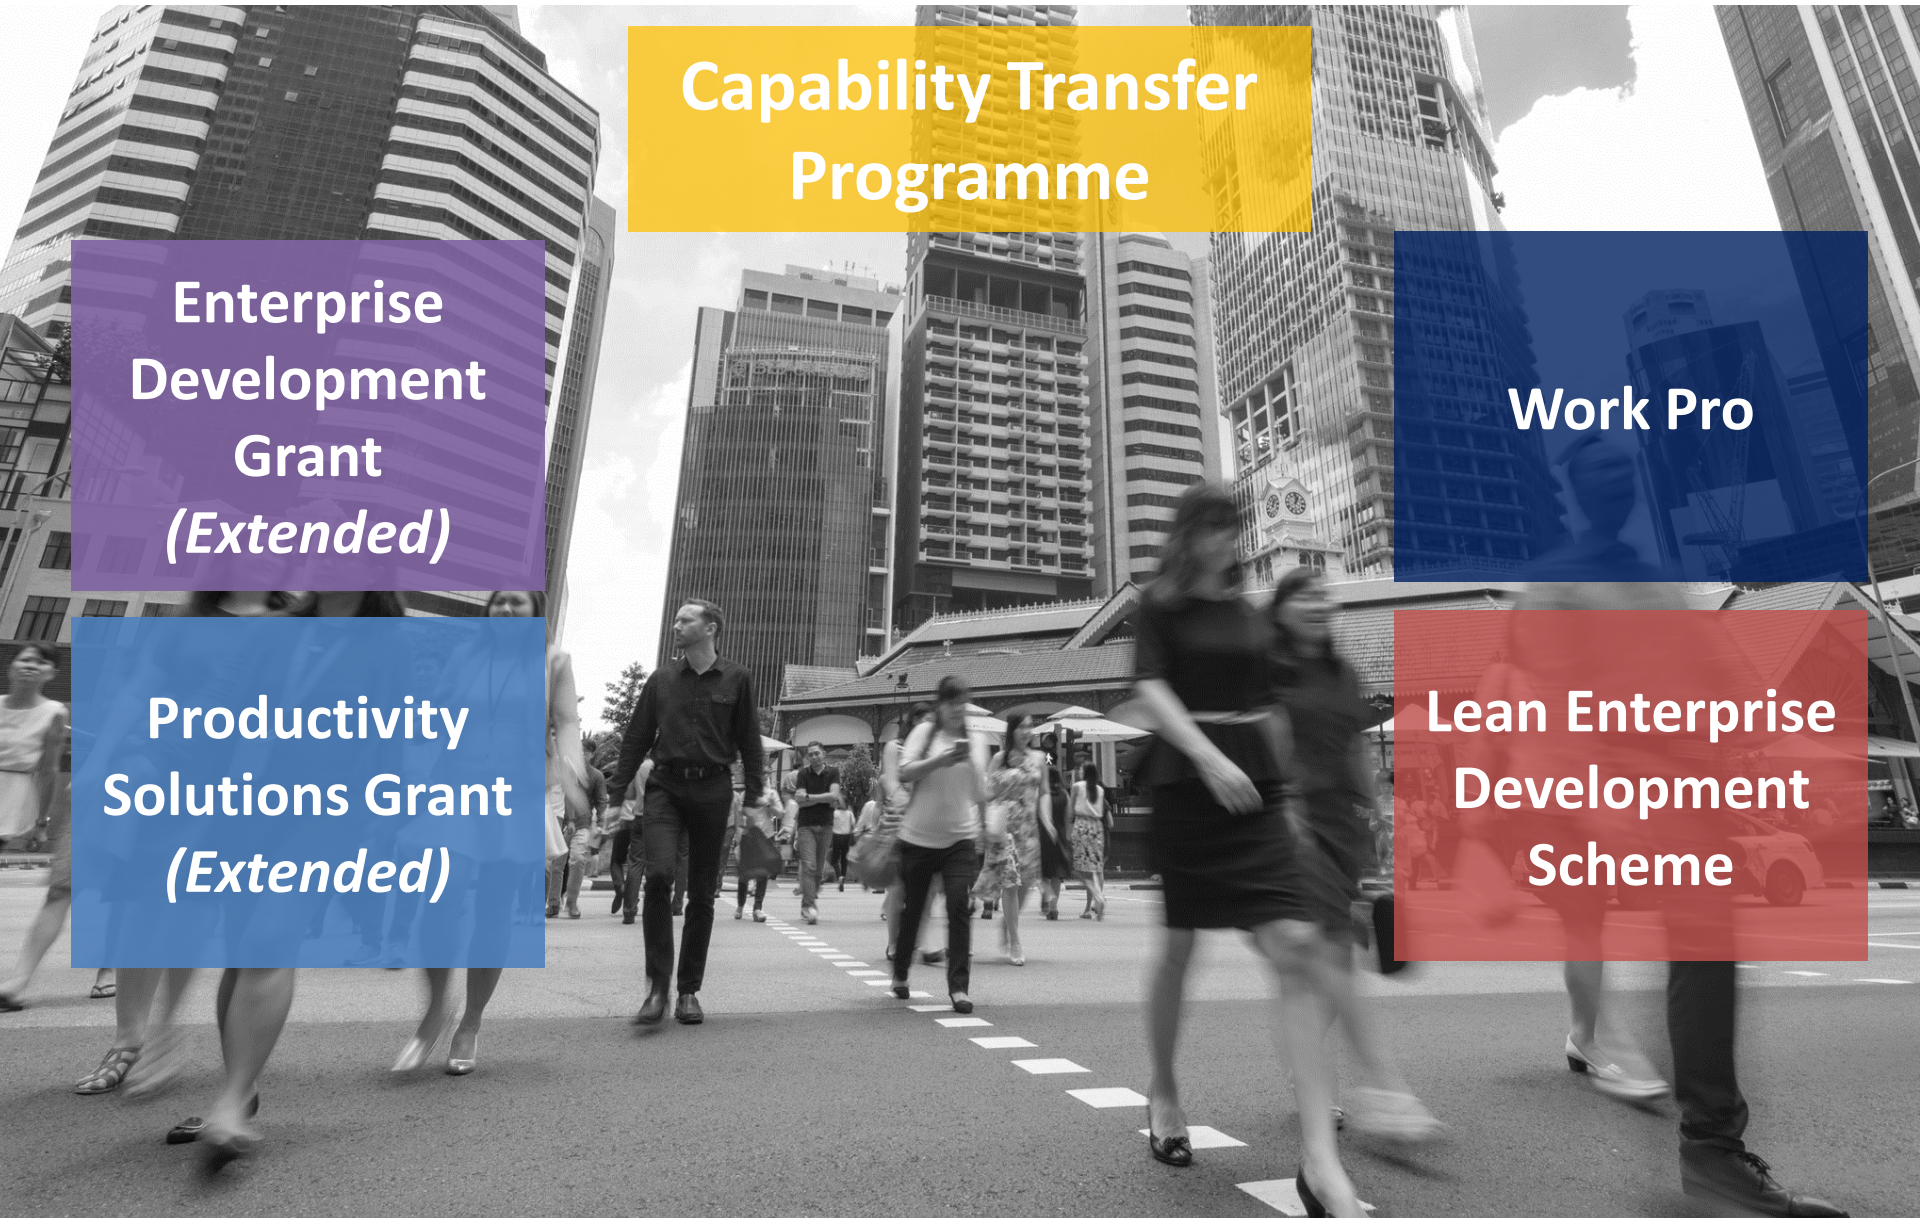 Capability Transfer
Programme
Enterprise
Development
Grant
(Extended)
Work Pro
Productivity
Solutions Grant
(Extended)
Lean Enterprise
Development
Scheme